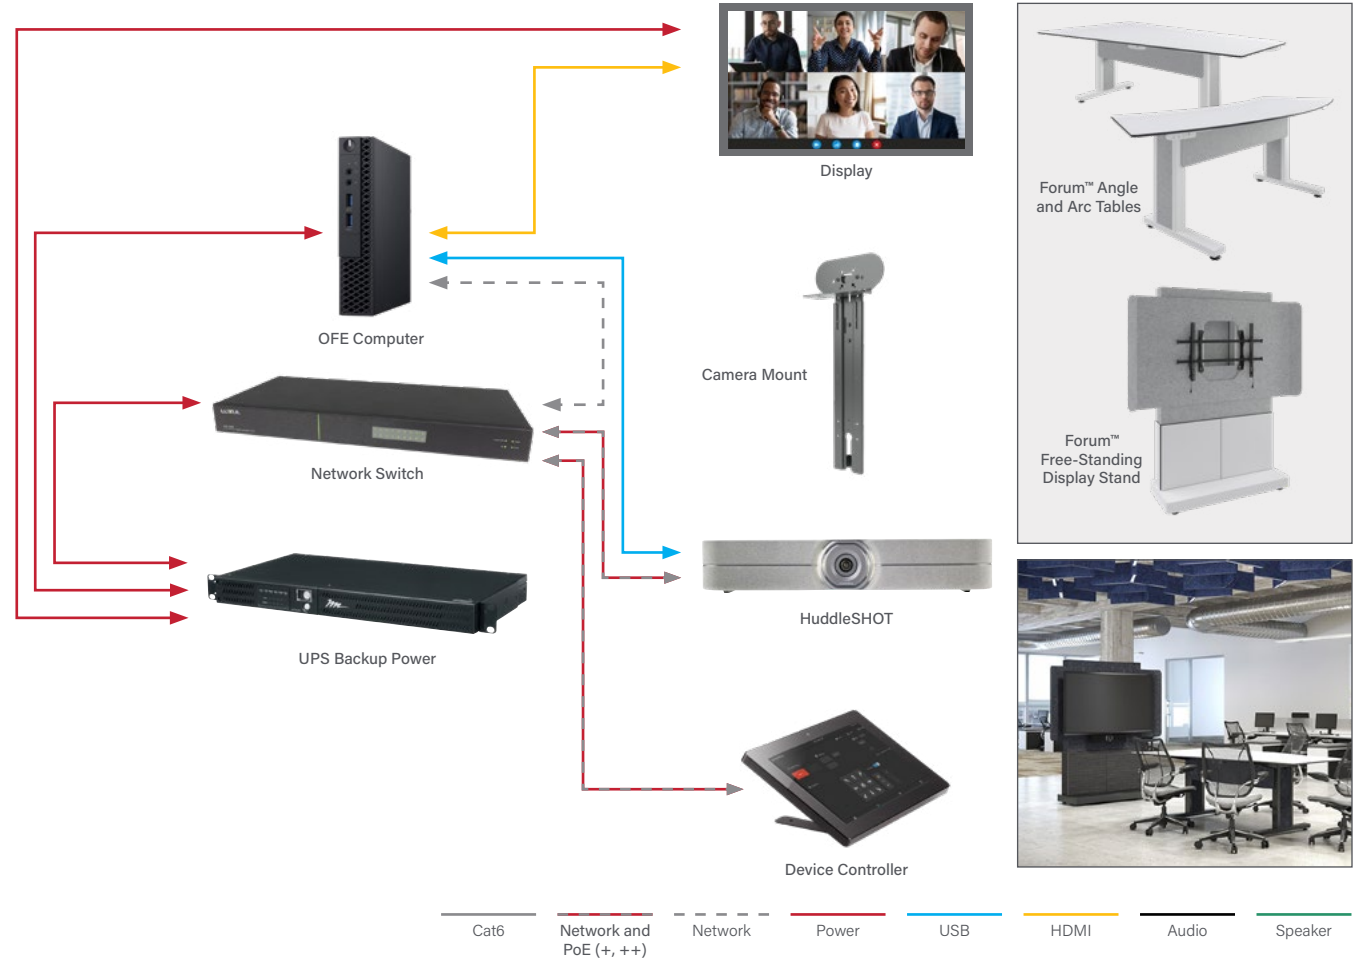 Display
Forum™ Angle
and Arc Tables
OFE Computer
Camera Mount
Forum™
Free-Standing
Display Stand
Network Switch
HuddleSHOT
UPS Backup Power
Device Controller
Cat6
Network and
PoE (+, ++)
Network
Power
USB
HDMI
Audio
Speaker